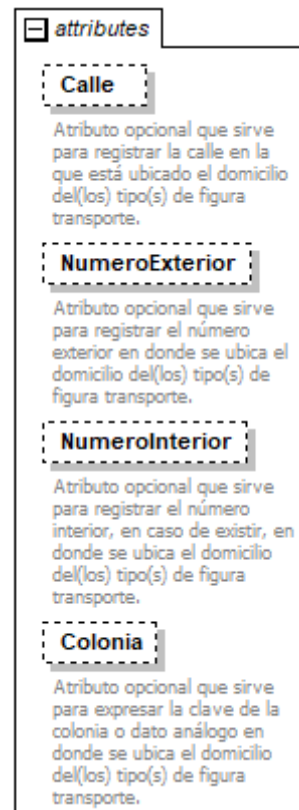 attributes
Calle
Atributo opcional que sirve
para registrar la calle en la
que está ubicado el domicilio
del(los) tipo(s) de figura
transporte.
NumeroExterior
Atributo opcional que sirve
para registrar el número
exterior en donde se ubica el
domicilio del(los) tipo(s) de
figura transporte.
NumeroInterior
Atributo opcional que sirve
para registrar el número
interior, en caso de existir, en
donde se ubica el domicilio
del(los) tipo(s) de figura
transporte.
Colonia
Atributo opcional que sirve
para expresar la clave de la
colonia o dato análogo en
donde se ubica el domicilio
del(los) tipo(s) de figura
transporte.